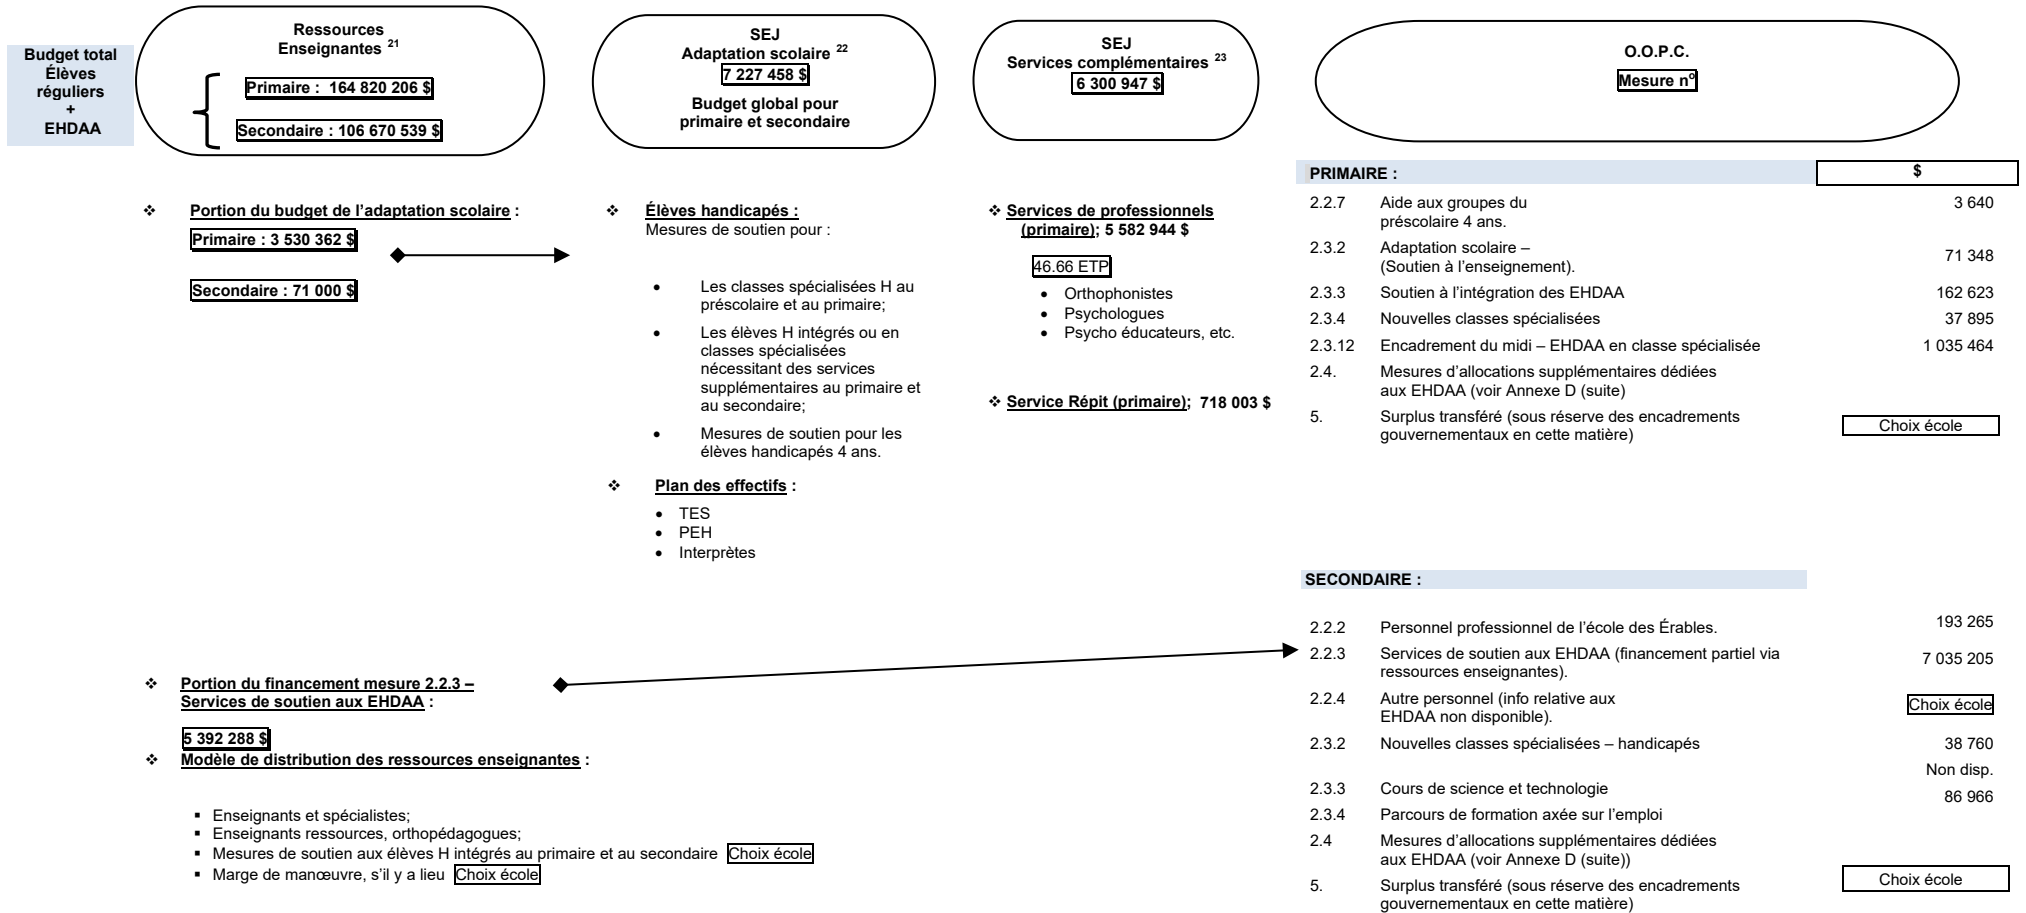 Budget total
Élèves
réguliers
+
EHDAA
Ressources
Enseignantes 21
Primaire : 164 820 206 $
Secondaire : 106 670 539 $
SEJ
Adaptation scolaire 22
7 227 458 $
Budget global pour
primaire et secondaire
SEJ
Services complémentaires 23
6 300 947 $
O.O.P.C.
Mesure nº
❖ Portion du budget de l’adaptation scolaire :
Primaire : 3 530 362 $
Secondaire : 71 000 $
❖ Élèves handicapés :
Mesures de soutien pour :
• Les classes spécialisées H au
préscolaire et au primaire;
• Les élèves H intégrés ou en
classes spécialisées
nécessitant des services
supplémentaires au primaire et
au secondaire;
• Mesures de soutien pour les
élèves handicapés 4 ans.
❖ Plan des effectifs :
• TES
• PEH
• Interprètes
❖ Services de professionnels
(primaire); 5 582 944 $
46.66 ETP
• Orthophonistes
• Psychologues
• Psycho éducateurs, etc.
❖ Service Répit (primaire); 718 003 $
PRIMAIRE : $
2.2.7 Aide aux groupes du
préscolaire 4 ans. 3 640
2.3.2 Adaptation scolaire –
(Soutien à l’enseignement). 71 348
2.3.3 Soutien à l’intégration des EHDAA 162 623
2.3.4 Nouvelles classes spécialisées 37 895
2.3.12 Encadrement du midi – EHDAA en classe spécialisée 1 035 464
2.4. Mesures d’allocations supplémentaires dédiées
aux EHDAA (voir Annexe D (suite)
5. Surplus transféré (sous réserve des encadrements
gouvernementaux en cette matière) Choix école
❖ Portion du financement mesure 2.2.3 –
Services de soutien aux EHDAA :
5 392 288 $
❖ Modèle de distribution des ressources enseignantes :
▪ Enseignants et spécialistes;
▪ Enseignants ressources, orthopédagogues;
▪ Mesures de soutien aux élèves H intégrés au primaire et au secondaire Choix école
▪ Marge de manœuvre, s’il y a lieu Choix école
SECONDAIRE :
2.2.2 Personnel professionnel de l’école des Érables. 193 265
2.2.3 Services de soutien aux EHDAA (financement partiel via
ressources enseignantes). 7 035 205
2.2.4 Autre personnel (info relative aux
EHDAA non disponible). Choix école
2.3.2 Nouvelles classes spécialisées – handicapés 38 760
Non disp.
2.3.3 Cours de science et technologie
86 966
2.3.4 Parcours de formation axée sur l’emploi
2.4 Mesures d’allocations supplémentaires dédiées
aux EHDAA (voir Annexe D (suite))
5. Surplus transféré (sous réserve des encadrements
gouvernementaux en cette matière) Choix école